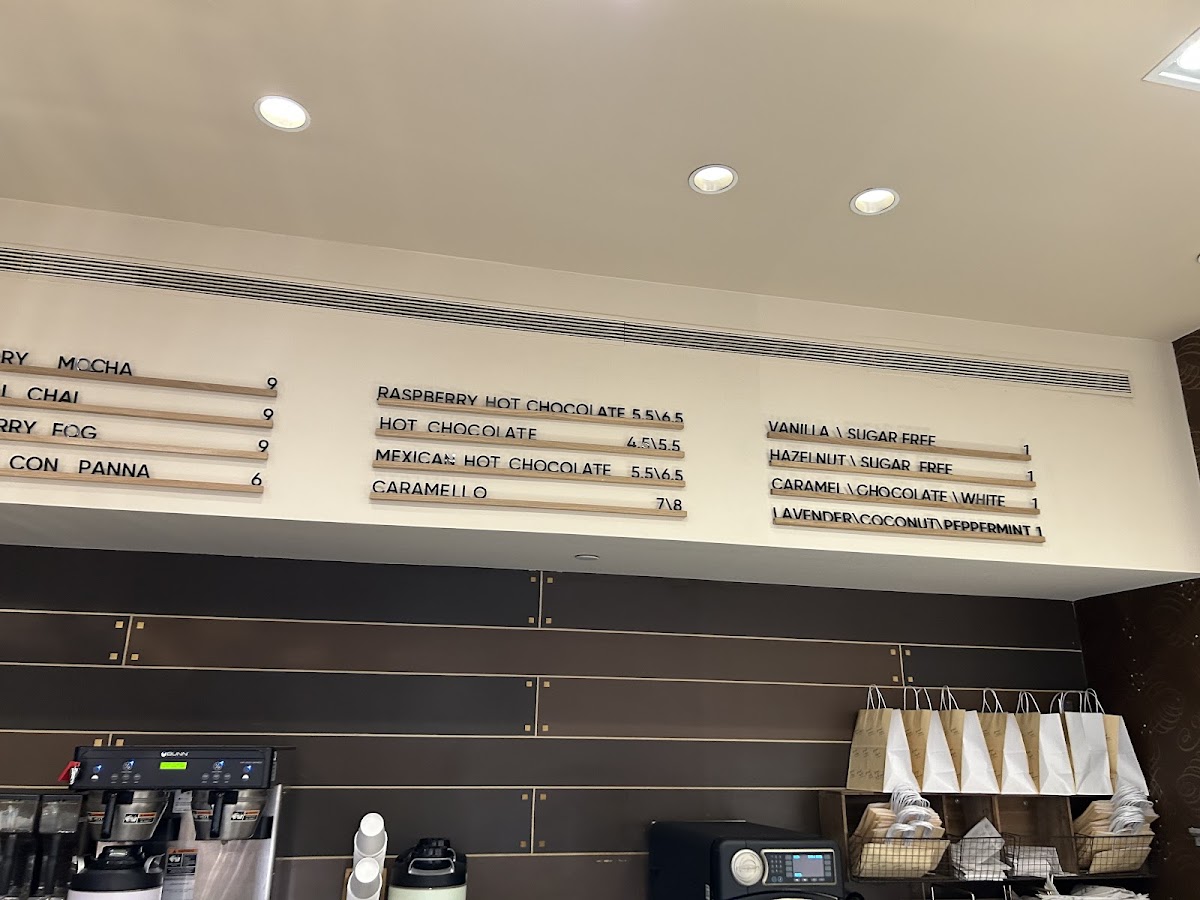 RY MOCHA 9
L CHAI 9
RRY FOG 9
CON PANNA 6
RASPBERRY HOT CHOCOLATE 5.5\6.5
HOT CHOCOLATE 4.5\5.5
MEXICAN HOT CHOCOLATE 5.5\6.5
CARAMELLO 7\8
VANILLA \ SUGAR FREE 1
HAZELNUT \ SUGAR FREE 1
CARAMEL \ CHOCOLATE \ WHITE 1
LAVENDER\COCONUT\PEPPERMINT 1
BUNN